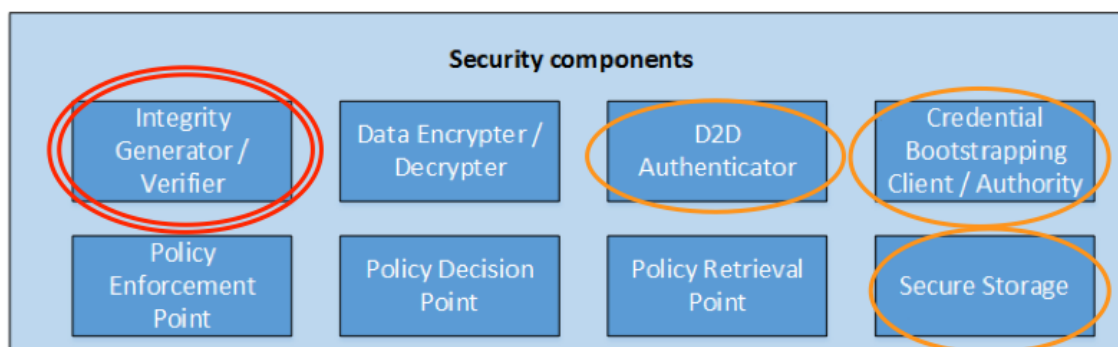 Security components
Integrity
Generator /
Verifier
Data Encrypter /
Decrypter
D2D
Authenticator
Credential
Bootstrapping
Client / Authority
Policy
Enforcement
Point
Policy Decision
Point
Policy Retrieval
Point
Secure Storage